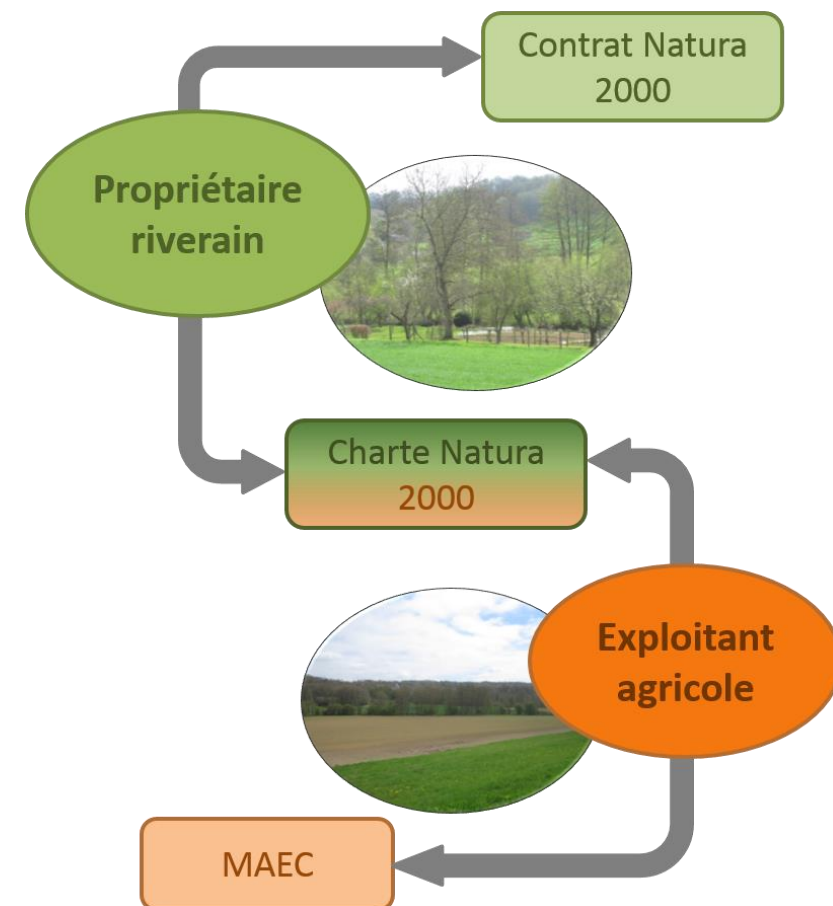 Contrat Natura
2000
Propriétaire
riverain
Charte Natura
2000
Exploitant
agricole
MAEC